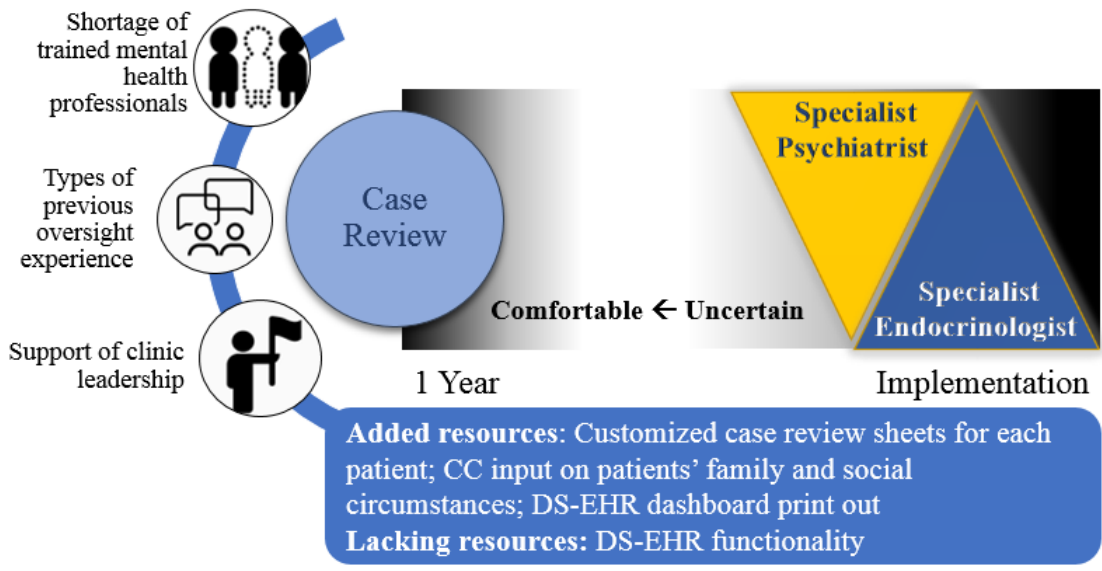 Shortage of
trained mental
health
professionals
Types of
previous
oversight
experience
Support of clinic
leadership
Case
Review
Specialist
Psychiatrist
Specialist
Endocrinologist
Comfortable ← Uncertain
1 Year
Implementation
Added resources: Customized case review sheets for each
patient; CC input on patients’ family and social
circumstances; DS-EHR dashboard print out
Lacking resources: DS-EHR functionality